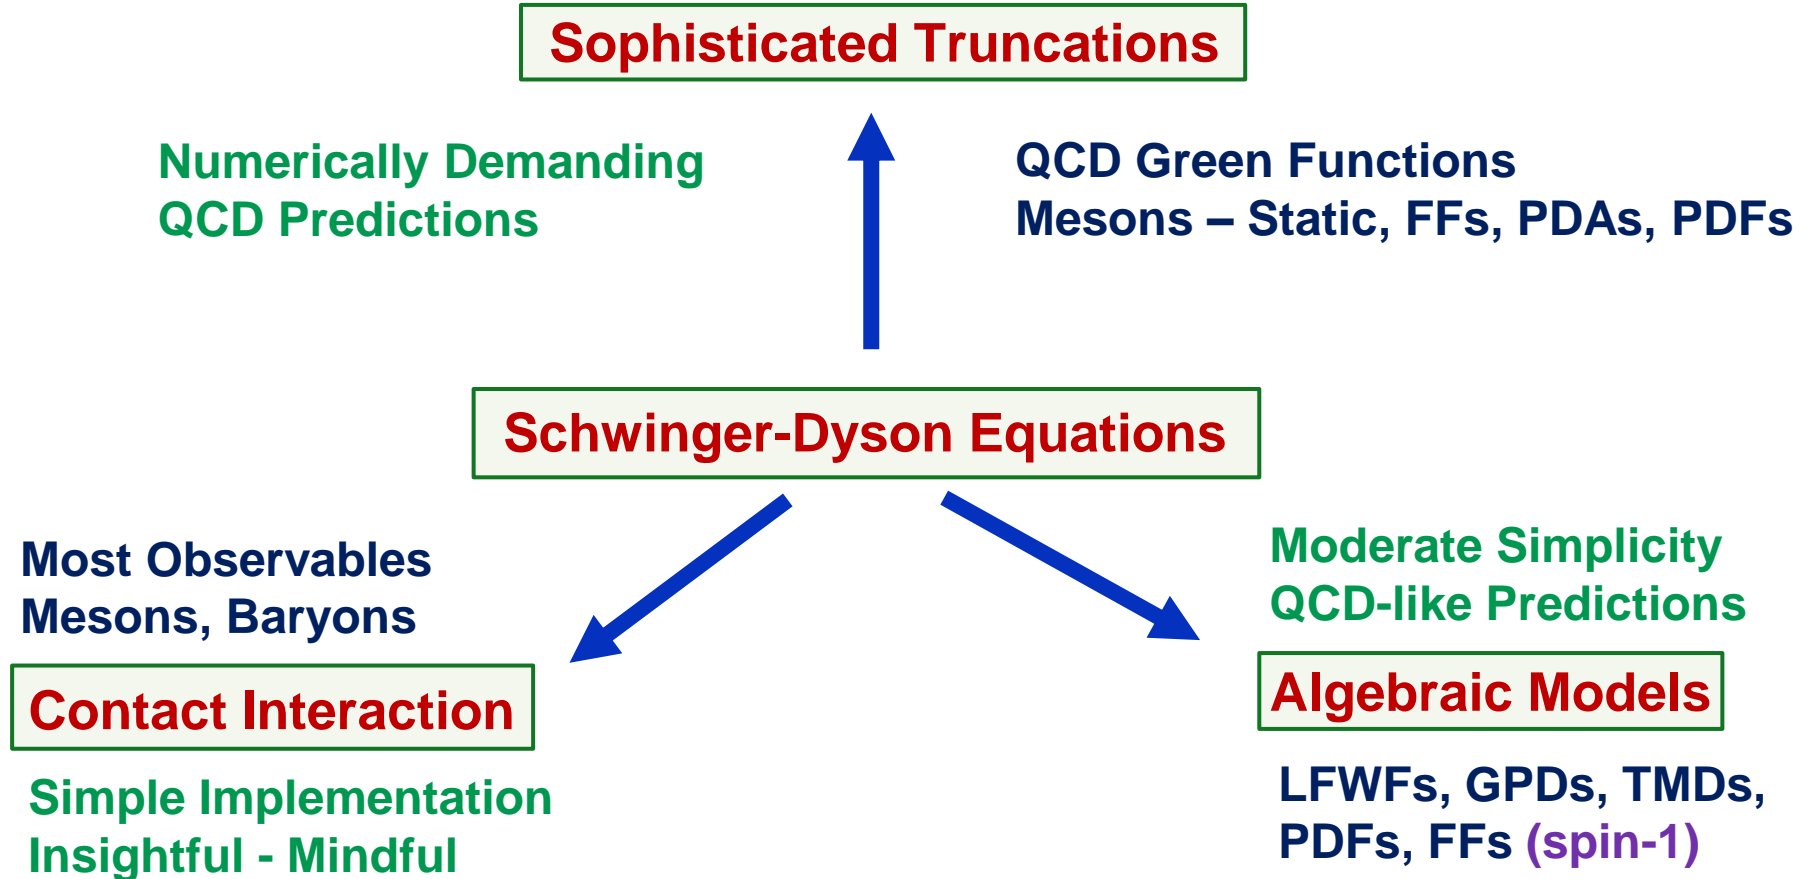 Sophisticated Truncations
Numerically Demanding
QCD Predictions
QCD Green Functions
Mesons – Static, FFs, PDAs, PDFs
Schwinger-Dyson Equations
Most Observables
Mesons, Baryons
Contact Interaction
Simple Implementation
Insightful - Mindful
Moderate Simplicity
QCD-like Predictions
Algebraic Models
LFWFs, GPDs, TMDs,
PDFs, FFs (spin-1)